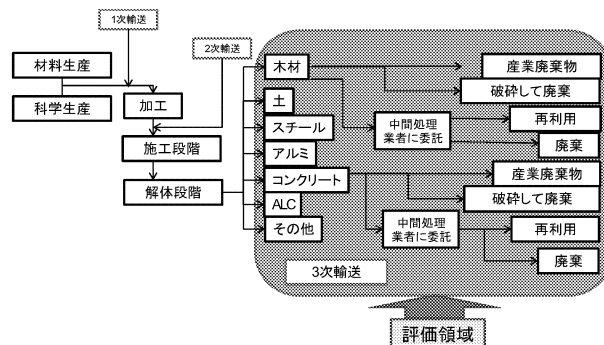 1次輸送
2次輸送
材料生産
科学生産
加工
施工段階
解体段階
木材
土
スチール
アルミ
コンクリート
ALC
その他
中間処理
業者に委託
産業廃棄物
破砕して廃棄
再利用
廃棄
産業廃棄物
破砕して廃棄
中間処理
業者に委託
再利用
廃棄
3次輸送
評価領域